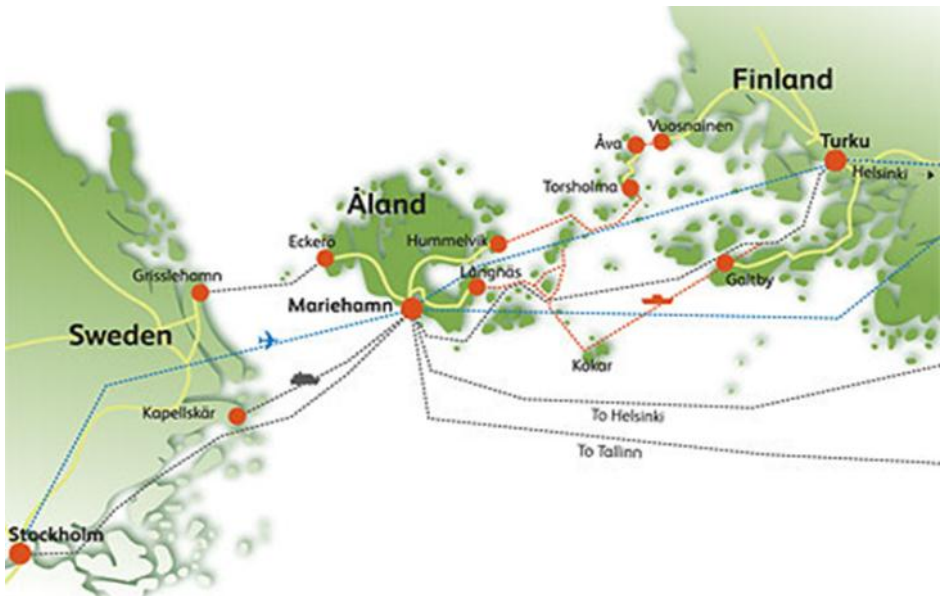 Finland
Vuosnainen
Åva
Turku
Helsinki
Torsholma
Åland
Eckerö
Hummelvik
Långnäs
Grisslehamn
Galtby
Mariehamn
Sweden
Kökar
Kapellskär
To Helsinki
To Tallinn
Stockholm